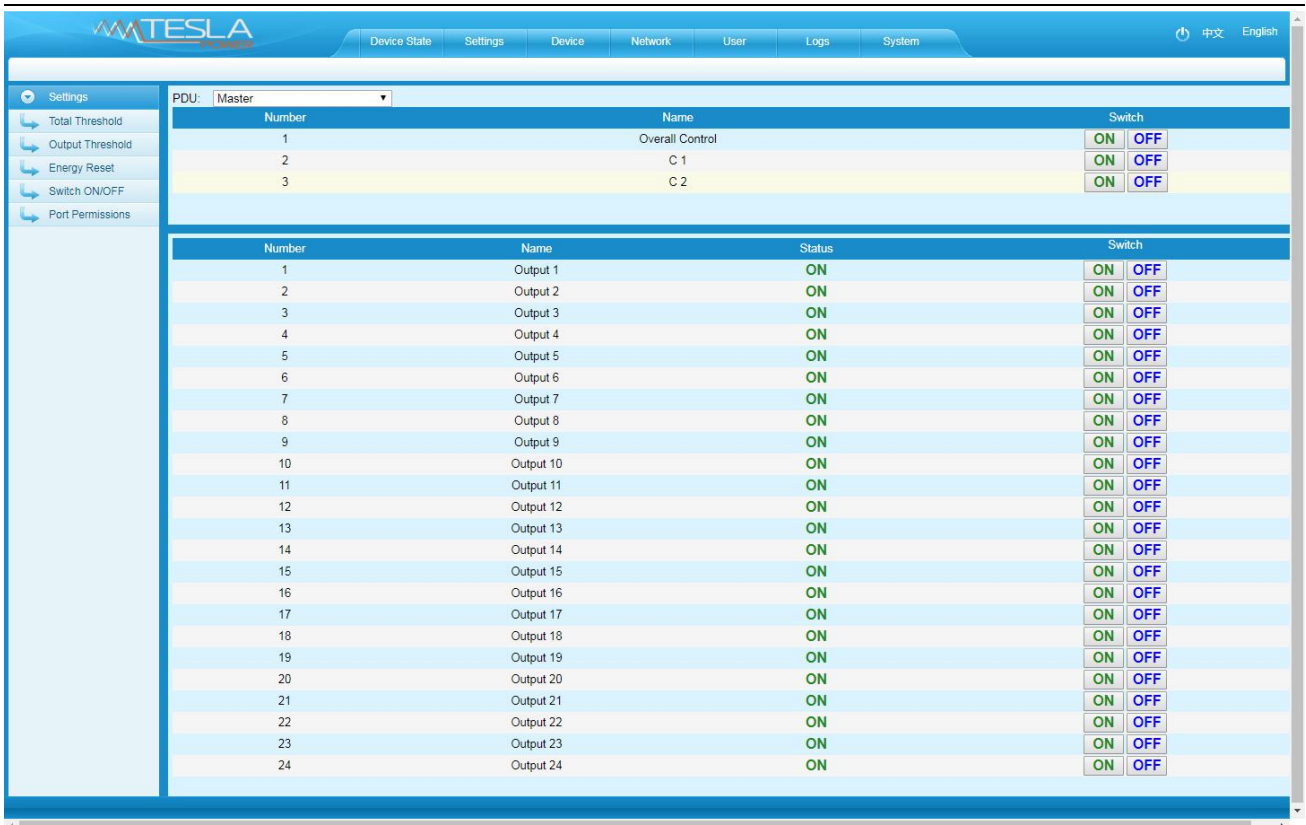 TESLA
POWER
Device State Settings Device Network User Logs System
中文 English
Settings
Total Threshold
Output Threshold
Energy Reset
Switch ON/OFF
Port Permissions
PDU: Master
Number Name Switch
1 Overall Control ON OFF
2 C 1 ON OFF
3 C 2 ON OFF
Number Name Status Switch
1 Output 1 ON ON OFF
2 Output 2 ON ON OFF
3 Output 3 ON ON OFF
4 Output 4 ON ON OFF
5 Output 5 ON ON OFF
6 Output 6 ON ON OFF
7 Output 7 ON ON OFF
8 Output 8 ON ON OFF
9 Output 9 ON ON OFF
10 Output 10 ON ON OFF
11 Output 11 ON ON OFF
12 Output 12 ON ON OFF
13 Output 13 ON ON OFF
14 Output 14 ON ON OFF
15 Output 15 ON ON OFF
16 Output 16 ON ON OFF
17 Output 17 ON ON OFF
18 Output 18 ON ON OFF
19 Output 19 ON ON OFF
20 Output 20 ON ON OFF
21 Output 21 ON ON OFF
22 Output 22 ON ON OFF
23 Output 23 ON ON OFF
24 Output 24 ON ON OFF